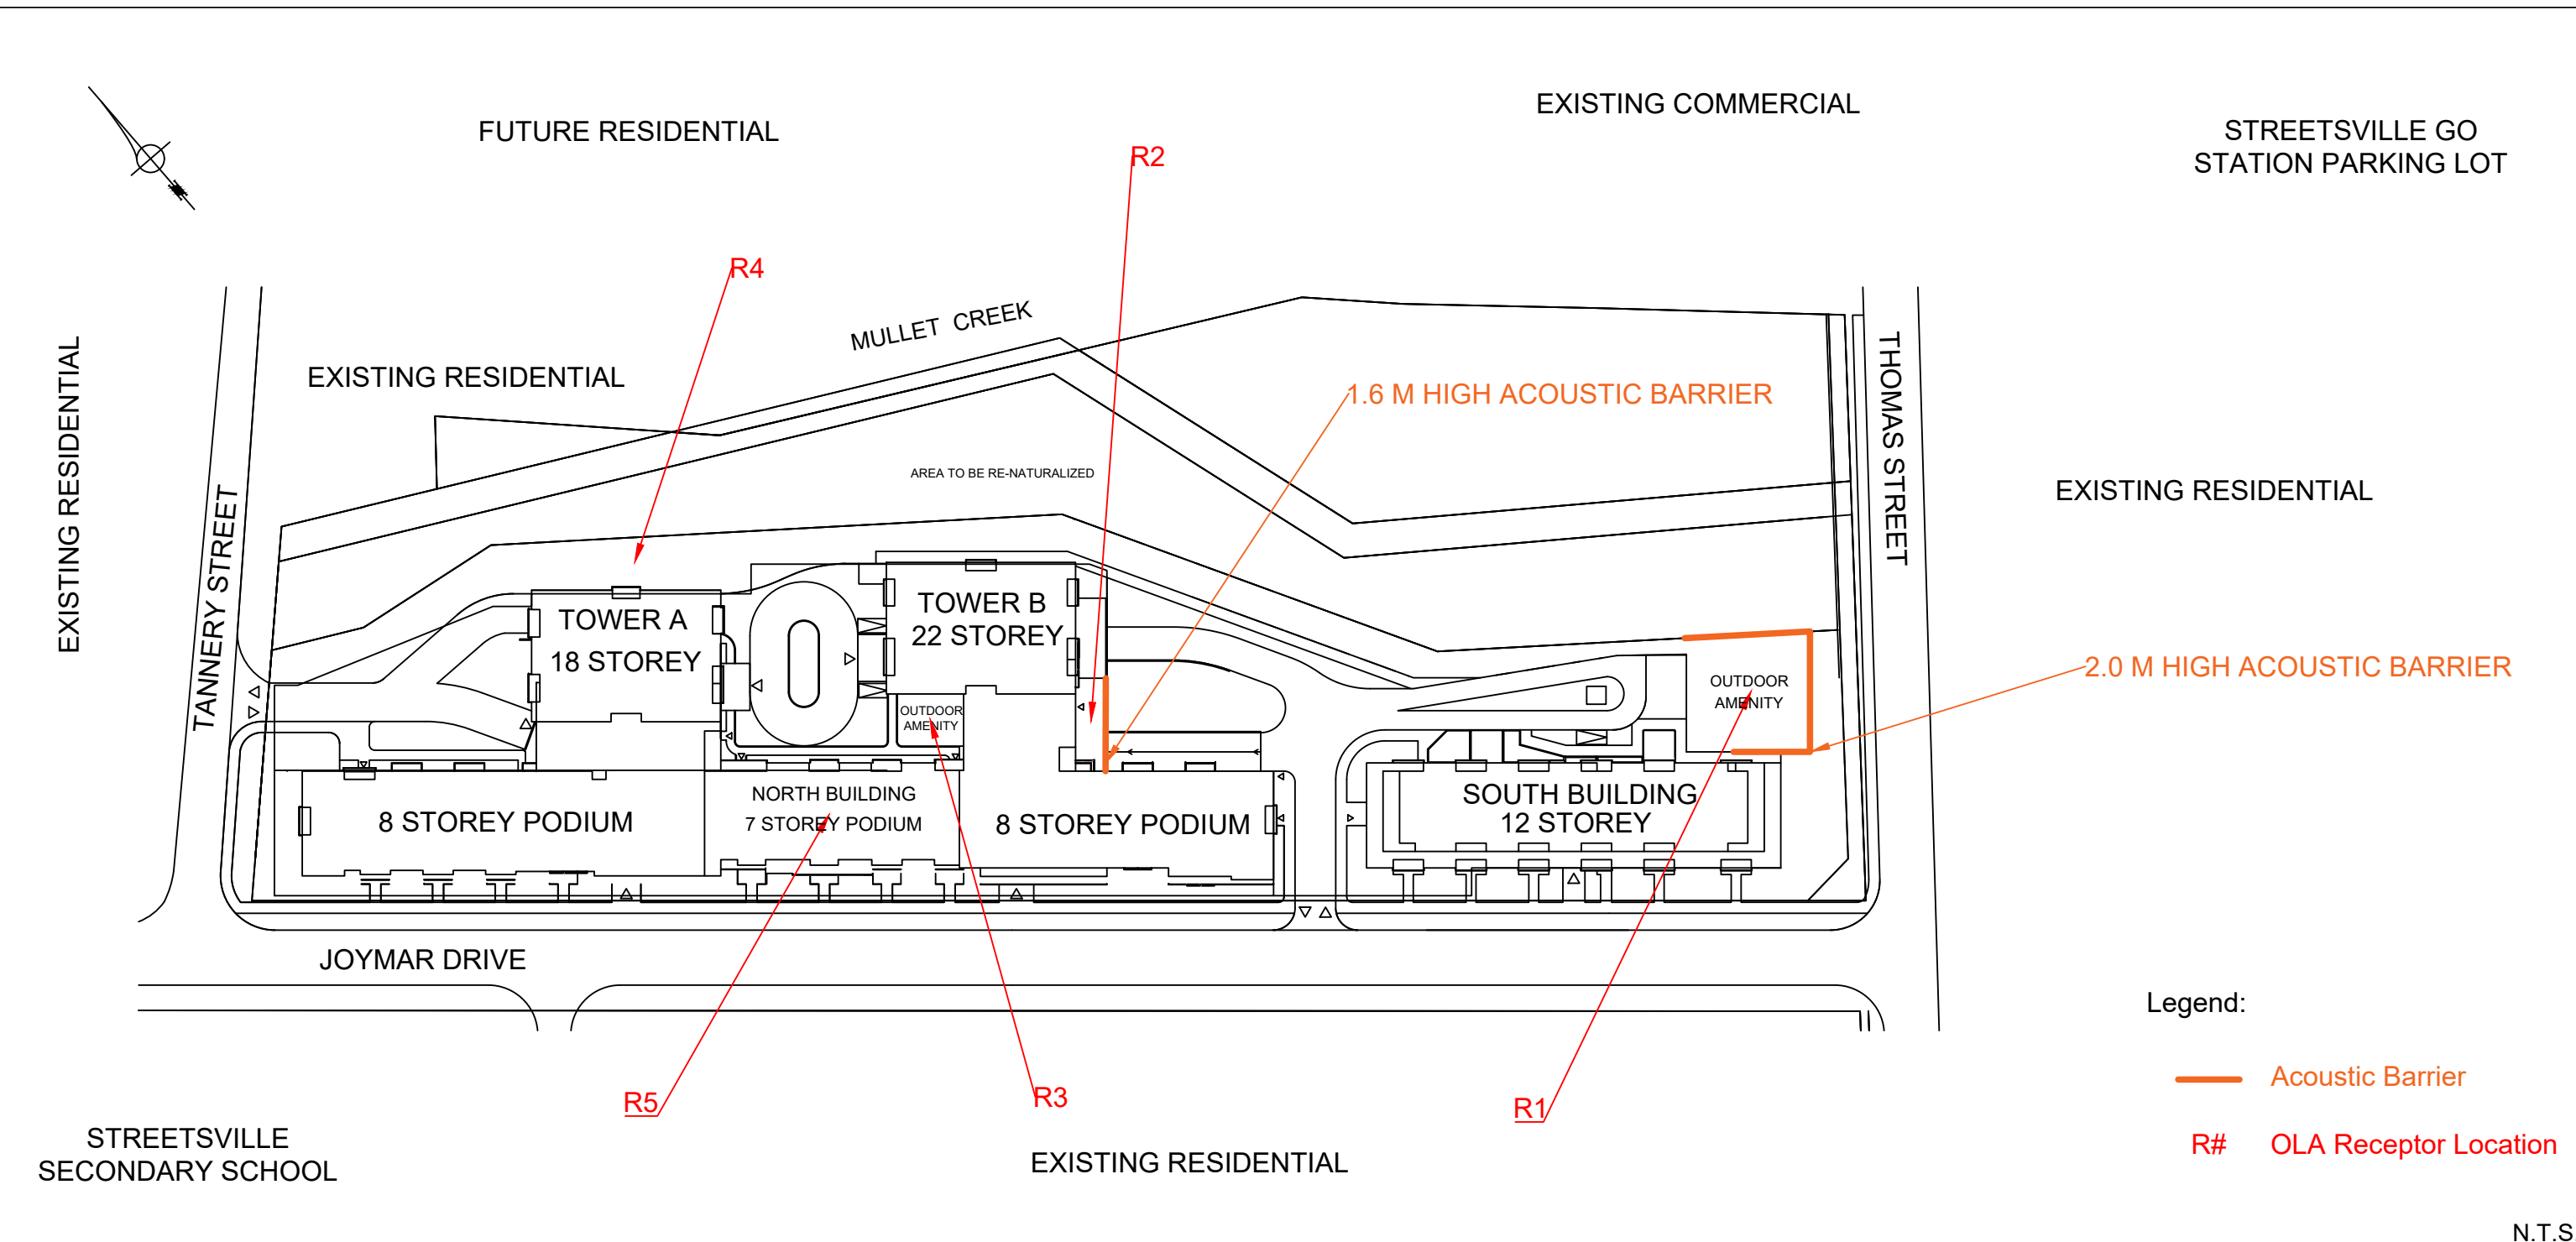 EXISTING COMMERCIAL
FUTURE RESIDENTIAL
STREETSVILLE GO
STATION PARKING LOT
R2
R4
MULLET CREEK
EXISTING RESIDENTIAL
EXISTING RESIDENTIAL
1.6 M HIGH ACOUSTIC BARRIER
THOMAS STREET
AREA TO BE RE-NATURALIZED
EXISTING RESIDENTIAL
TANNERY STREET
TOWER A
18 STOREY
TOWER B
22 STOREY
OUTDOOR
AMENITY
OUTDOOR
AMENITY
2.0 M HIGH ACOUSTIC BARRIER
8 STOREY PODIUM
NORTH BUILDING
7 STOREY PODIUM
8 STOREY PODIUM
SOUTH BUILDING
12 STOREY
JOYMAR DRIVE
Legend:
Acoustic Barrier
R# OLA Receptor Location
R5
R3
R1
STREETSVILLE
SECONDARY SCHOOL
EXISTING RESIDENTIAL
N.T.S